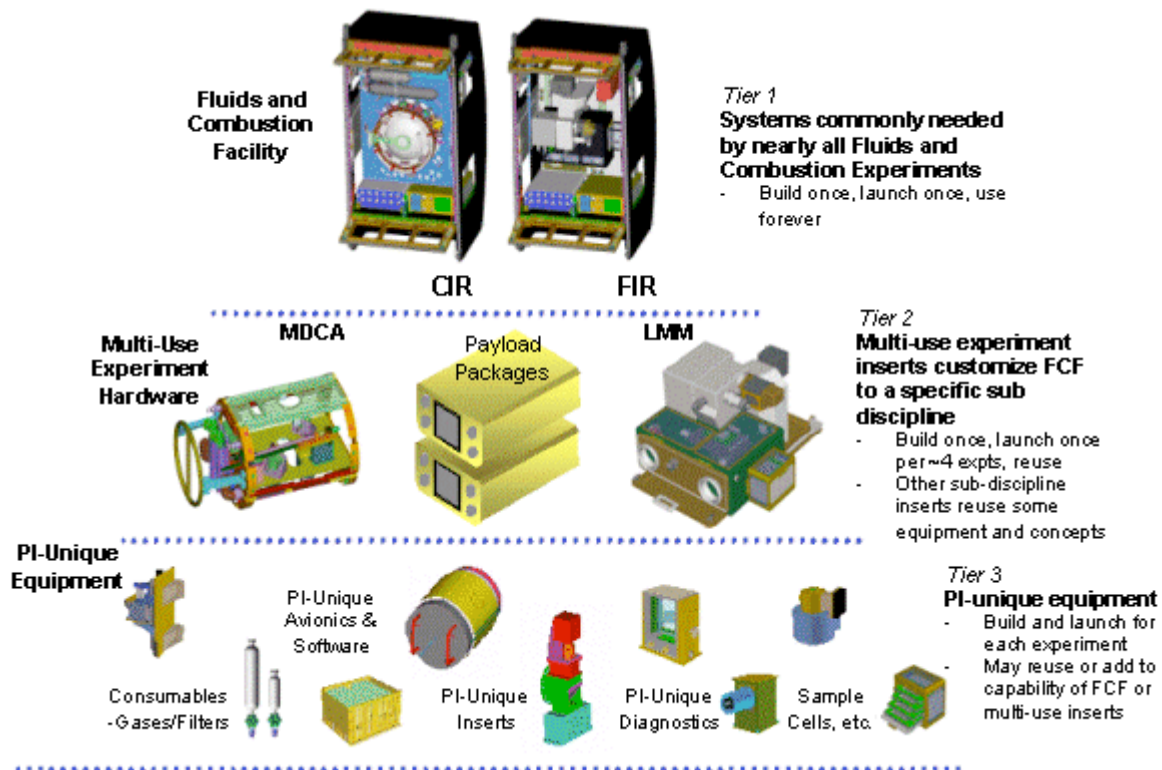 Fluids and
Combustion
Facility
Tier 1
Systems commonly needed
by nearly all Fluids and
Combustion Experiments
- Build once, launch once, use
forever
CIR
FIR
Multi-Use
Experiment
Hardware
MDCA
Payload
Packages
LMM
Tier 2
Multi-use experiment
inserts customize FCF
to a specific sub
discipline
- Build once, launch once
per ~4 expts, reuse
- Other sub-discipline
inserts reuse some
equipment and concepts
PI-Unique
Equipment
PI-Unique
Avionics &
Software
Consumables
-Gases/Filters
PI-Unique
Inserts
PI-Unique
Diagnostics
Sample
Cells, etc.
Tier 3
PI-unique equipment
- Build and launch for
each experiment
- May reuse or add to
capability of FCF or
multi-use inserts